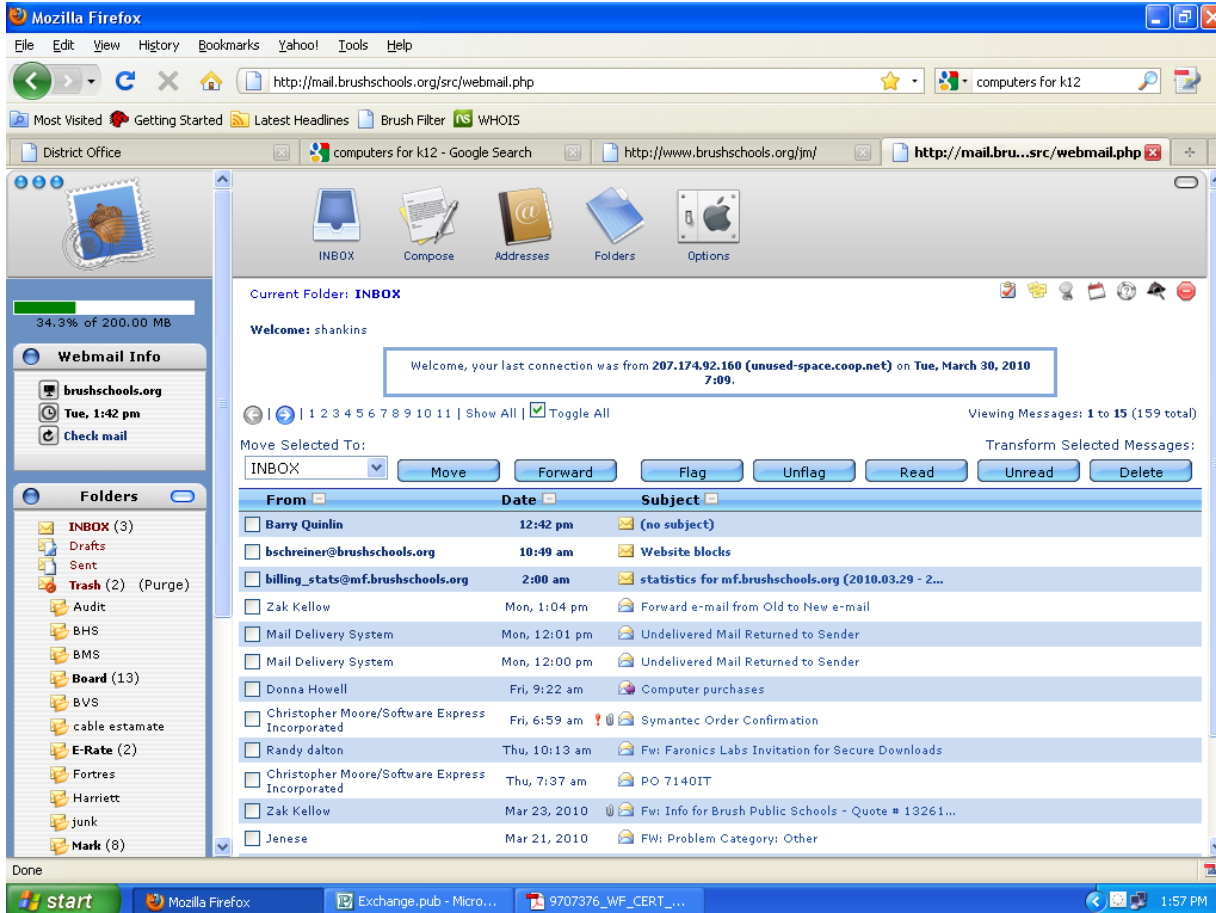 Mozilla Firefox
File Edit View History Bookmarks Yahoo! Tools Help
http://mail.brushschools.org/src/webmail.php
computers for k12
Most Visited Getting Started Latest Headlines Brush Filter WHOIS
District Office
computers for k12 - Google Search
http://www.brushschools.org/jm/
http://mail.bru...src/webmail.php
INBOX Compose Addresses Folders Options
34.3% of 200.00 MB
Webmail Info
brushschools.org
Tue, 1:42 pm
Check mail
Folders
INBOX (3)
Drafts
Sent
Trash (2) (Purge)
Audit
BHS
BMS
Board (13)
BVS
cable estamate
E-Rate (2)
Fortres
Harriett
junk
Mark (8)
Current Folder: INBOX
Welcome: shankins
Welcome, your last connection was from 207.174.92.160 (unused-space.coop.net) on Tue, March 30, 2010
7:09.
| | 1 2 3 4 5 6 7 8 9 10 11 | Show All | Toggle All
Viewing Messages: 1 to 15 (159 total)
Move Selected To:
Transform Selected Messages:
INBOX Move Forward Flag Unflag Read Unread Delete
From Date Subject
Barry Quinlin 12:42 pm (no subject)
bschreiner@brushschools.org 10:49 am Website blocks
billing_stats@mf.brushschools.org 2:00 am statistics for mf.brushschools.org (2010.03.29 - 2...
Zak Kellow Mon, 1:04 pm Forward e-mail from Old to New e-mail
Mail Delivery System Mon, 12:01 pm Undelivered Mail Returned to Sender
Mail Delivery System Mon, 12:00 pm Undelivered Mail Returned to Sender
Donna Howell Fri, 9:22 am Computer purchases
Christopher Moore/Software Express
Incorporated Fri, 6:59 am Symantec Order Confirmation
Randy dalton Thu, 10:13 am Fw: Faronics Labs Invitation for Secure Downloads
Christopher Moore/Software Express
Incorporated Thu, 7:37 am PO 7140IT
Zak Kellow Mar 23, 2010 Fw: Info for Brush Public Schools - Quote # 13261...
Jenese Mar 21, 2010 FW: Problem Category: Other
Done
start
Mozilla Firefox
Exchange.pub - Micro...
9707376_WF_CERT_...
1:57 PM